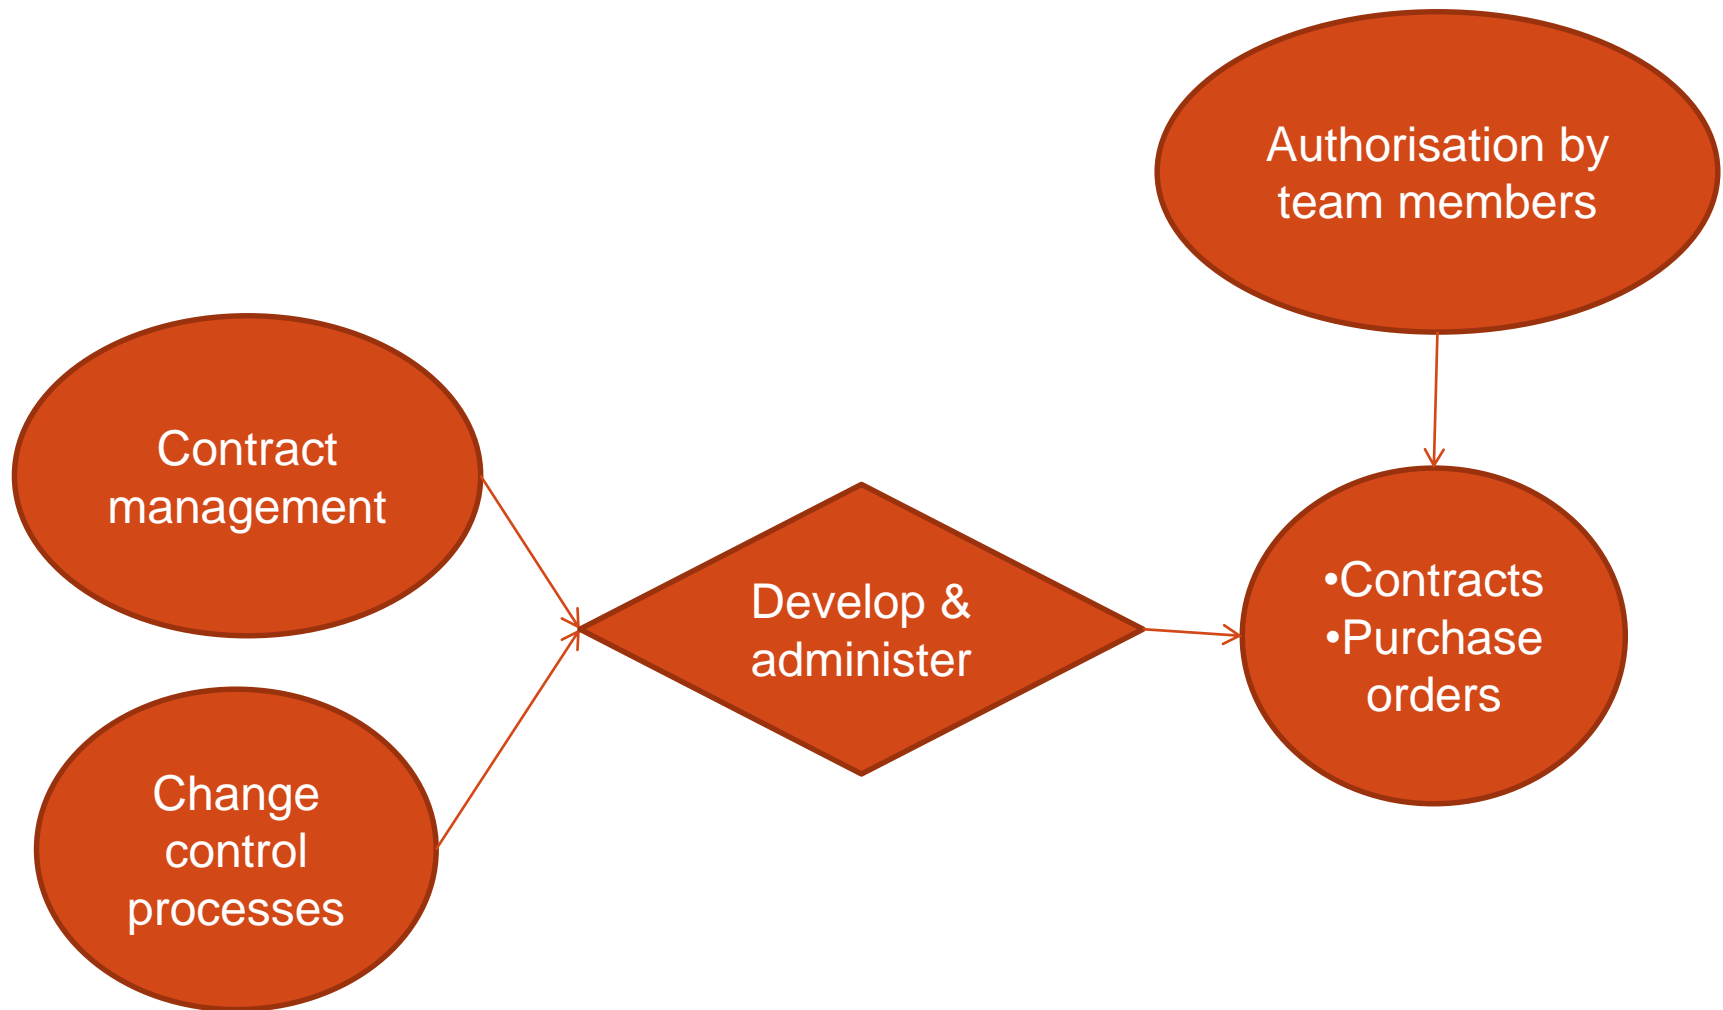 Authorisation by
team members
Contract
management
Develop &
administer
•Contracts
•Purchase
orders
Change
control
processes